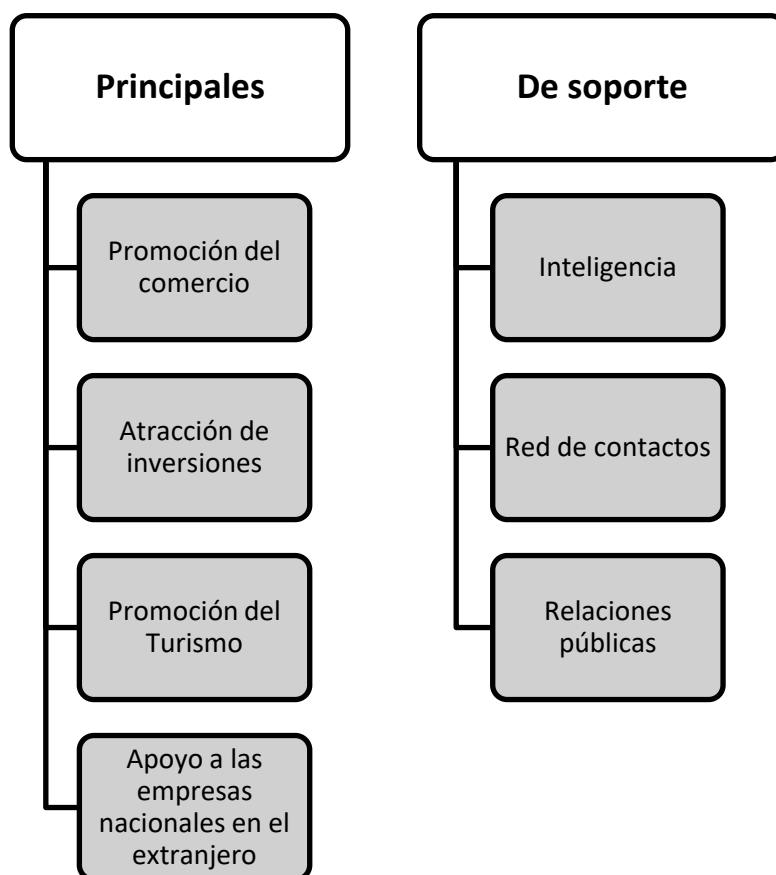 Principales
Promoción del
comercio
Atracción de
inversiones
Promoción del
Turismo
Apoyo a las
empresas
nacionales en el
extranjero
De soporte
Inteligencia
Red de contactos
Relaciones
públicas